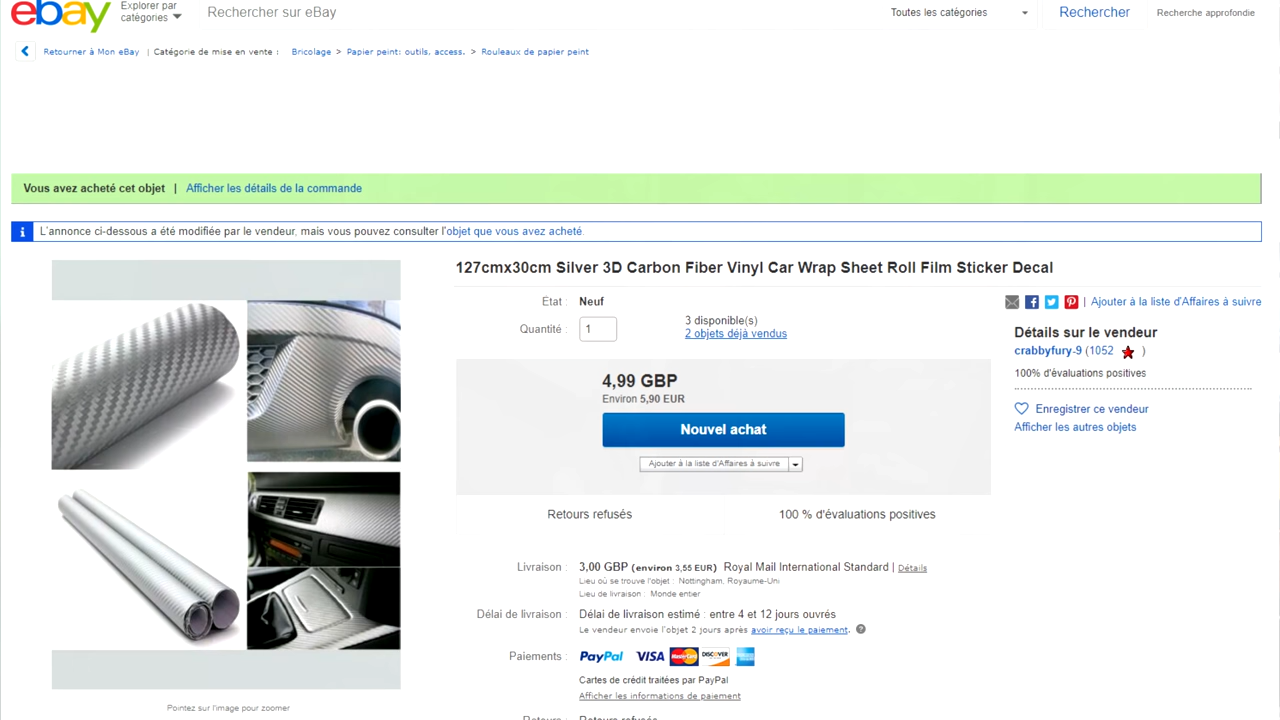 ebay
Explorer par
catégories
Rechercher sur eBay
Toutes les catégories
Rechercher
Recherche approfondie
Retourner à Mon eBay | Catégorie de mise en vente : Bricolage > Papier peint: outils, access. > Rouleaux de papier peint
Vous avez acheté cet objet | Afficher les détails de la commande
L'annonce ci-dessous a été modifiée par le vendeur, mais vous pouvez consulter l'objet que vous avez acheté.
127cmx30cm Silver 3D Carbon Fiber Vinyl Car Wrap Sheet Roll Film Sticker Decal
Etat : Neuf
Quantité : 1
3 disponible(s)
2 objets déjà vendus
4,99 GBP
Environ 5,90 EUR
Nouvel achat
Ajouter à la liste d'Affaires à suivre
Retours refusés
100 % d'évaluations positives
Livraison : 3,00 GBP (environ 3,55 EUR) Royal Mail International Standard | Détails
Lieu où se trouve l'objet : Nottingham, Royaume-Uni
Lieu de livraison : Monde entier
Délai de livraison : Délai de livraison estimé : entre 4 et 12 jours ouvrés
Le vendeur envoie l'objet 2 jours après avoir reçu le paiement.
Paiements : PayPal VISA MasterCard DISCOVER
Cartes de crédit traitées par PayPal
Afficher les informations de paiement
Retours : Retours refusés
| Ajouter à la liste d'Affaires à suivre
Détails sur le vendeur
crabbyfury-9 (1052 )
100% d'évaluations positives
Enregistrer ce vendeur
Afficher les autres objets
Pointez sur l'image pour zoomer